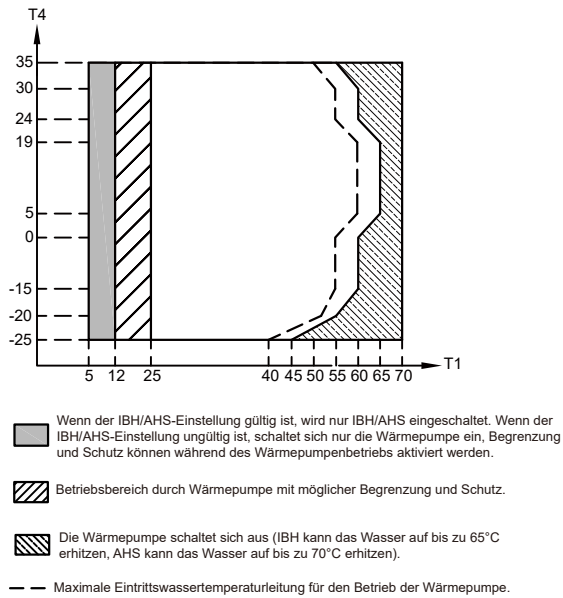 T4
35
30
24
19
5
0
-15
-20
-25
5 12 25 40 45 50 55 60 65 70
T1
Wenn der IBH/AHS-Einstellung gültig ist, wird nur IBH/AHS eingeschaltet. Wenn der
IBH/AHS-Einstellung ungültig ist, schaltet sich nur die Wärmepumpe ein, Begrenzung
und Schutz können während des Wärmepumpenbetriebs aktiviert werden.
Betriebsbereich durch Wärmepumpe mit möglicher Begrenzung und Schutz.
Die Wärmepumpe schaltet sich aus (IBH kann das Wasser auf bis zu 65°C
erhitzen, AHS kann das Wasser auf bis zu 70°C erhitzen).
Maximale Eintrittswassertemperaturleitung für den Betrieb der Wärmepumpe.